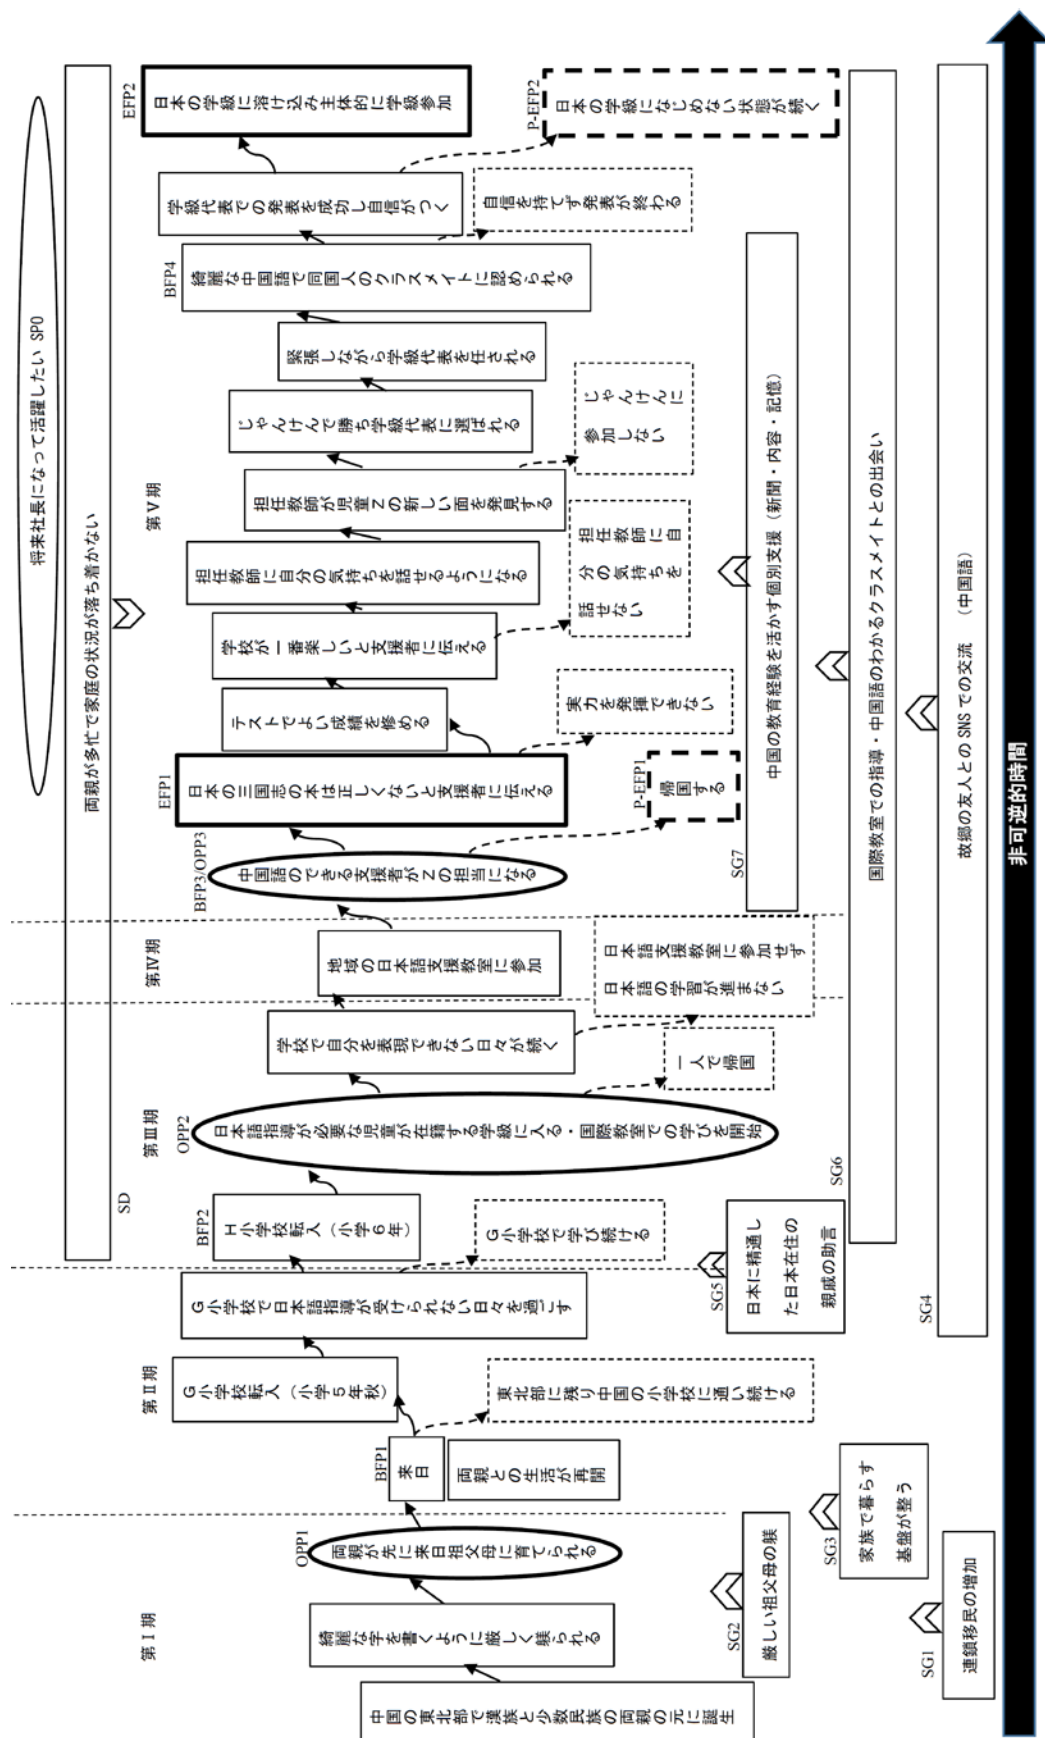 将来社長になって活躍したい SPO
両親が多忙で家庭の状況が落ち着かない
SD
第Ⅰ期
第Ⅱ期
第Ⅲ期
第Ⅳ期
第Ⅴ期
中国の東北部で漢族と少数民族の両親の元に誕生
綺麗な字を書くように厳しく躾られる
OPP1
両親が先に来日祖父母に育てられる
BFP1
来日
両親との生活が再開
東北部に残り中国の小学校に通い続ける
G小学校転入（小学5年秋）
G小学校で日本語指導が受けられない日々を過ごす
G小学校で学び続ける
BFP2
H小学校転入（小学6年）
OPP2
日本語指導が必要な児童が在籍する学級に入る・国際教室での学びを開始
一人で帰国
学校で自分を表現できない日々が続く
日本語支援教室に参加せず
日本語の学習が進まない
地域の日本語支援教室に参加
BFP3/OPP3
中国語のできる支援者がZの担当になる
P-EFP1
帰国する
EFP1
日本の三国志の本は正しくないと支援者に伝える
実力を発揮できない
テストでよい成績を修める
学校が一番楽しいと支援者に伝える
担任教師に自
分の気持ちを
話せない
担任教師に自分の気持ちを話せるようになる
担任教師が児童Zの新しい面を発見する
じゃんけんに
参加しない
じゃんけんで勝ち学級代表に選ばれる
緊張しながら学級代表を任される
BFP4
綺麗な中国語で同国人のクラスメイトに認められる
自信を持てず発表が終わる
学級代表での発表を成功し自信がつく
EFP2
日本の学級に溶け込み主体的に学級参加
P-EFP2
日本の学級になじめない状態が続く
SG1
連鎖移民の増加
SG2
厳しい祖父母の躾
SG3
家族で暮らす
基盤が整う
SG4
故郷の友人とのSNSでの交流 （中国語）
SG5
日本に精通し
た日本在住の
親戚の助言
SG6
国際教室での指導・中国語のわかるクラスメイトとの出会い
SG7
中国の教育経験を活かす個別支援（新聞・内容・記憶）
非可逆的時間